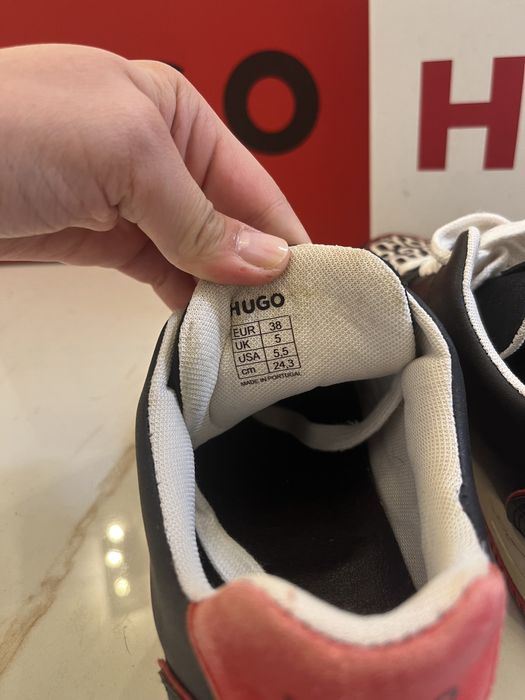 O
H
HUGO
EUR 38
UK 5
USA 5,5
cm 24,3
MADE IN PORTUGAL